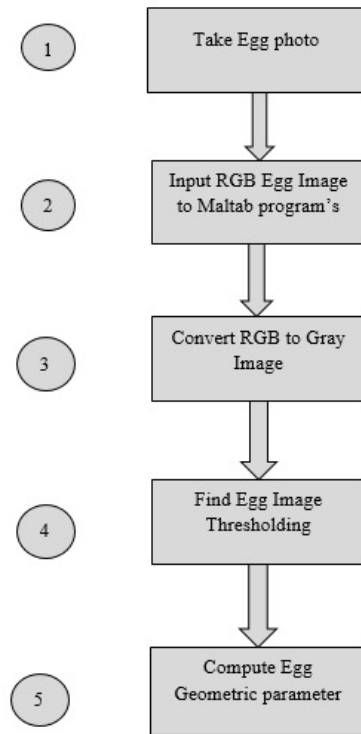 1
Take Egg photo
2
Input RGB Egg Image
to Maltab program's
3
Convert RGB to Gray
Image
4
Find Egg Image
Thresholding
5
Compute Egg
Geometric parameter